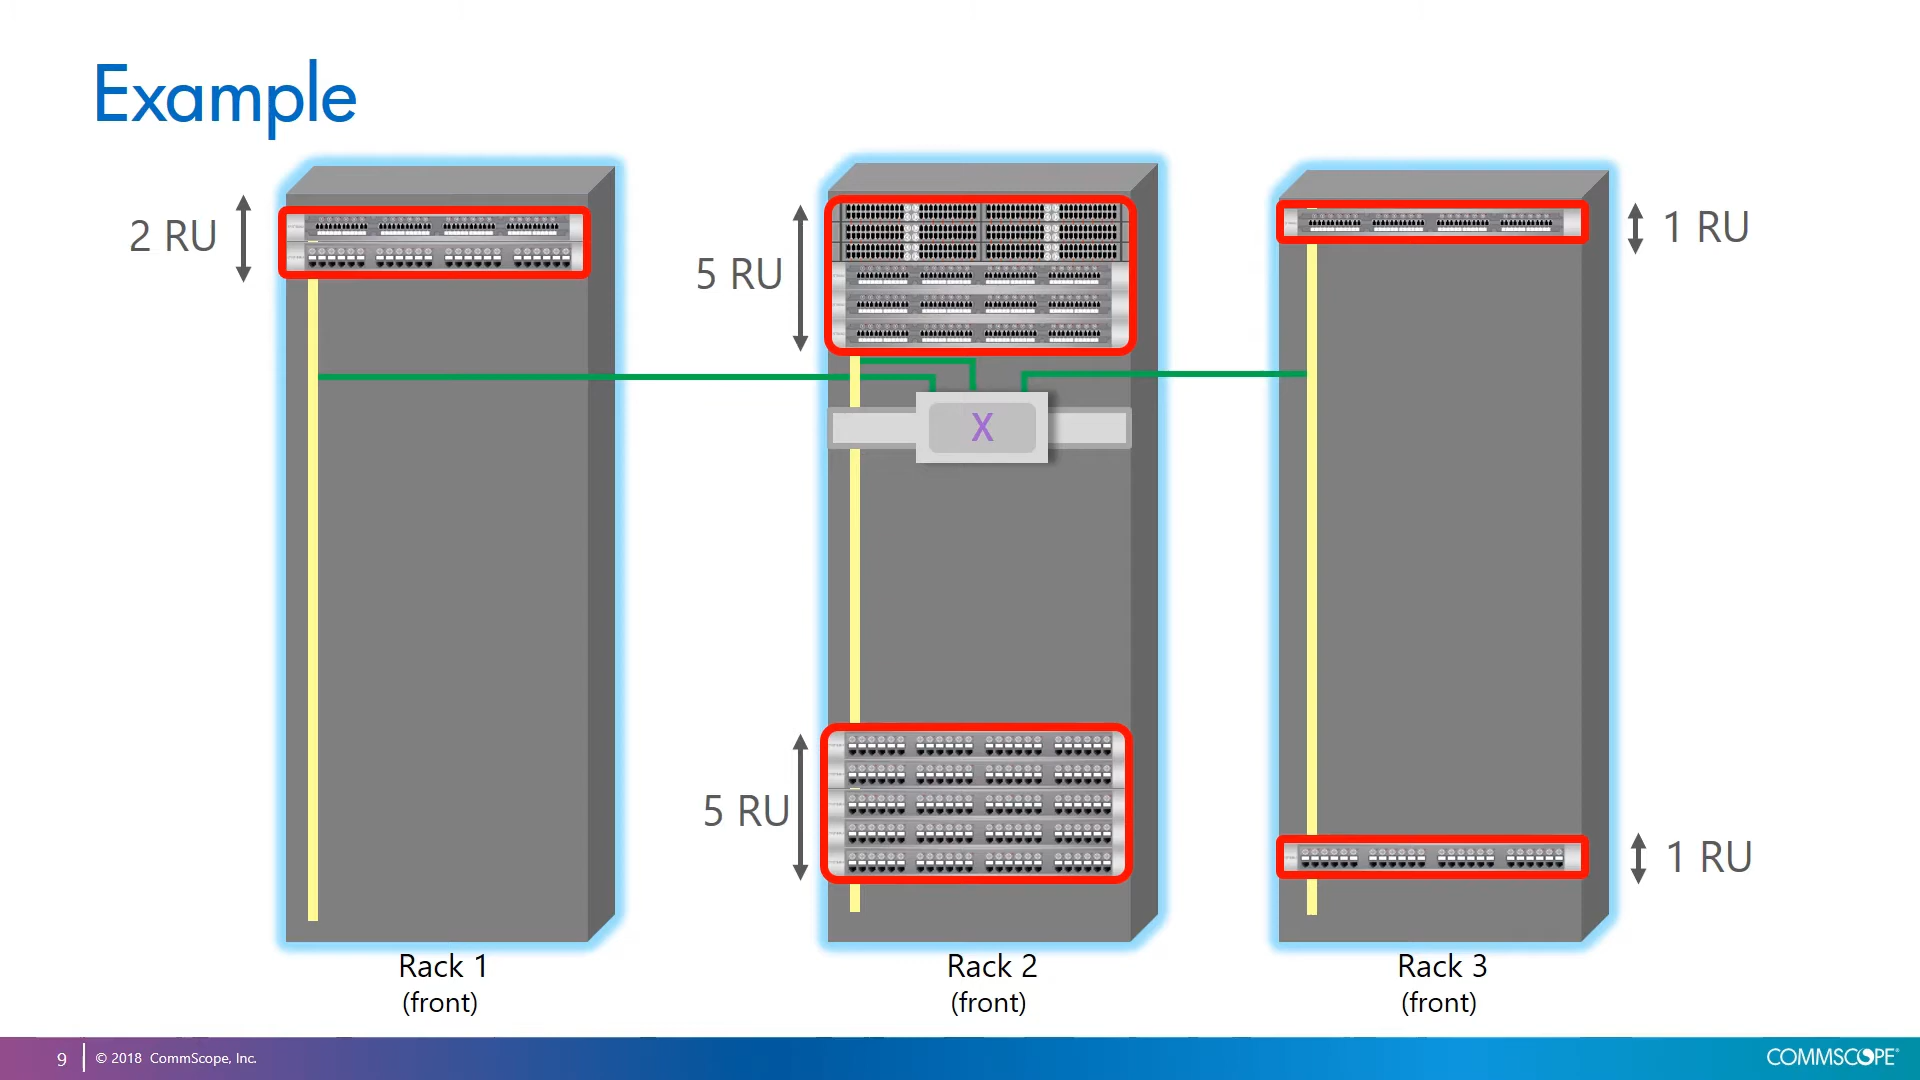 Example
2 RU
5 RU
1 RU
X
5 RU
1 RU
Rack 1
(front)
Rack 2
(front)
Rack 3
(front)
9
© 2018 CommScope, Inc.
COMMSCOPE®